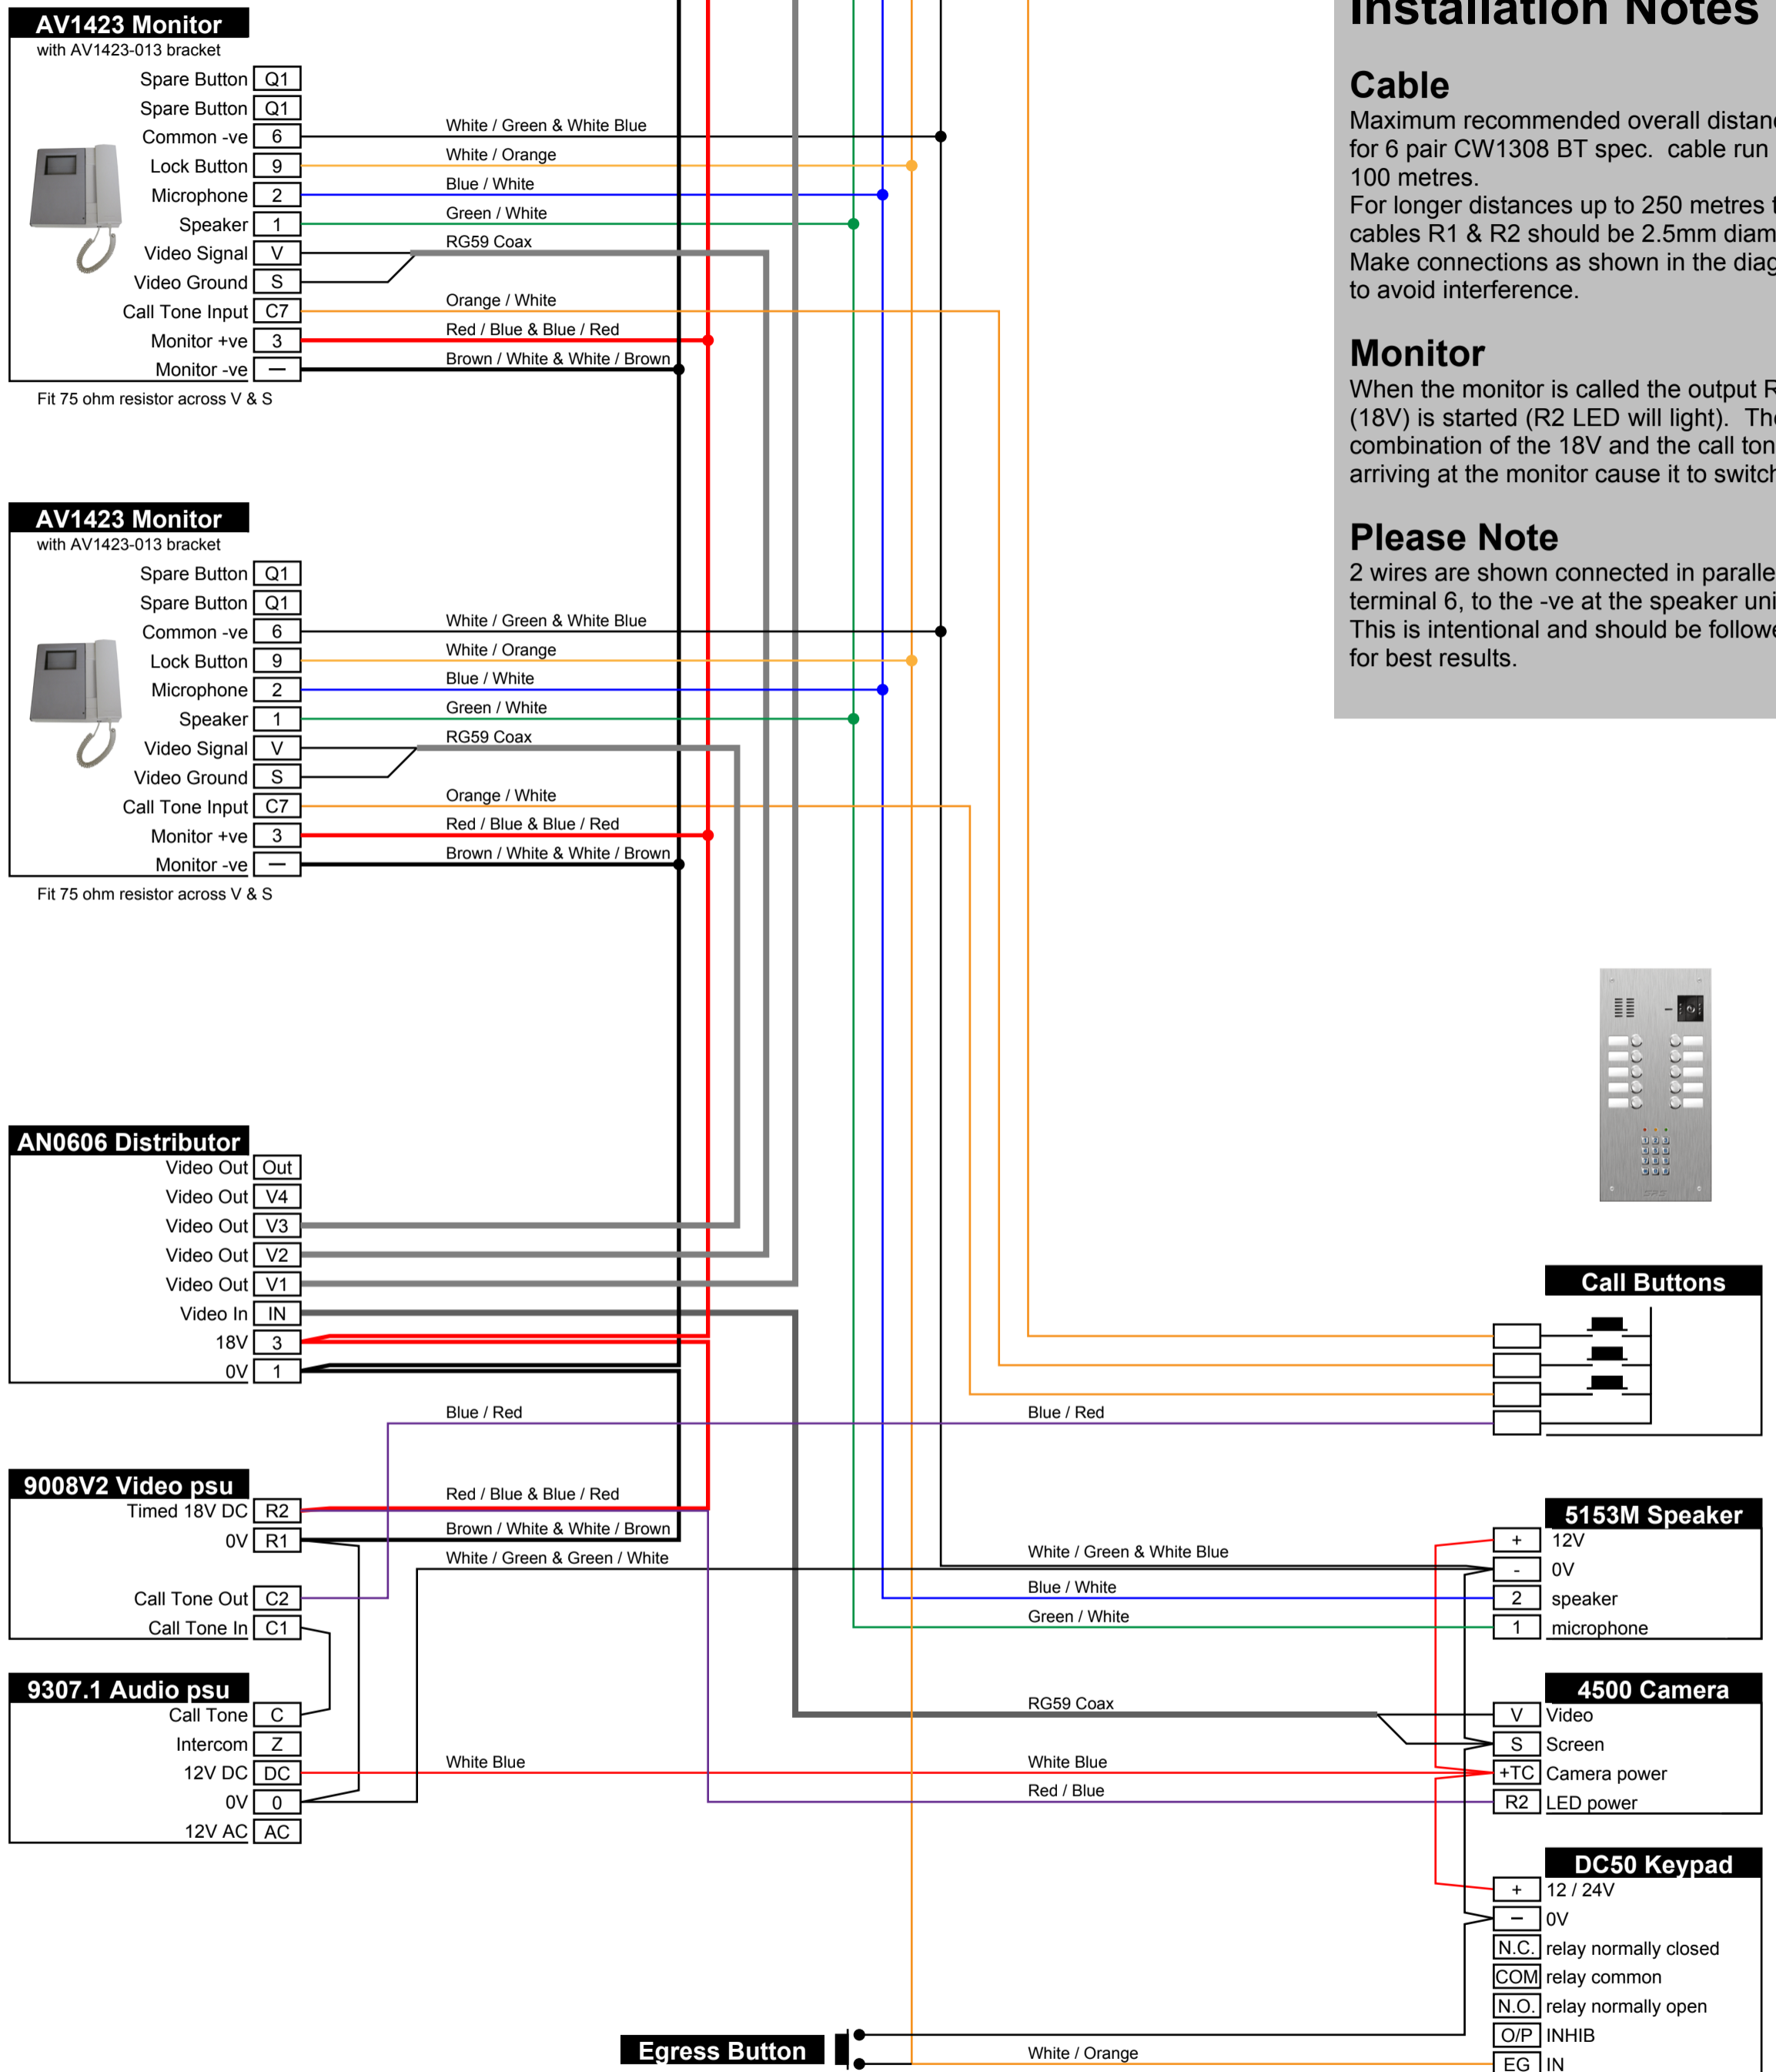 Installation Notes
Cable
Maximum recommended overall
for 6 pair CW1308 BT spec. cable run
100 metres.
For longer distances up to 250 metres
cables R1 & R2 should be 2.5mm
Make connections as shown in the
to avoid interference.
Monitor
When the monitor is called the output
(18V) is started (R2 LED will light).
combination of the 18V and the call
arriving at the monitor cause it to
Please Note
2 wires are shown connected in
terminal 6, to the -ve at the speaker
This is intentional and should be
for best results.
AV1423 Monitor
with AV1423-013 bracket
Spare Button Q1
Spare Button Q1
Common -ve 6 White / Green & White Blue
Lock Button 9 White / Orange
Microphone 2 Blue / White
Speaker 1 Green / White
Video Signal V RG59 Coax
Video Ground S
Call Tone Input C7 Orange / White
Monitor +ve 3 Red / Blue & Blue / Red
Monitor -ve — Brown / White & White / Brown
Fit 75 ohm resistor across V & S
AV1423 Monitor
with AV1423-013 bracket
Spare Button Q1
Spare Button Q1
Common -ve 6 White / Green & White Blue
Lock Button 9 White / Orange
Microphone 2 Blue / White
Speaker 1 Green / White
Video Signal V RG59 Coax
Video Ground S
Call Tone Input C7 Orange / White
Monitor +ve 3 Red / Blue & Blue / Red
Monitor -ve — Brown / White & White / Brown
Fit 75 ohm resistor across V & S
AN0606 Distributor
Video Out Out
Video Out V4
Video Out V3
Video Out V2
Video Out V1
Video In IN
18V 3
0V 1
Call Buttons
Blue / Red Blue / Red
9008V2 Video psu
Timed 18V DC R2 Red / Blue & Blue / Red
0V R1 Brown / White & White / Brown
White / Green & Green / White
Call Tone Out C2
Call Tone In C1
5153M Speaker
+ 12V
White / Green & White Blue - 0V
Blue / White 2 speaker
Green / White 1 microphone
9307.1 Audio psu
Call Tone C
Intercom Z
12V DC DC White Blue
0V 0
12V AC AC
4500 Camera
RG59 Coax V Video
S Screen
White Blue +TC Camera power
Red / Blue R2 LED power
DC50 Keypad
+ 12 / 24V
— 0V
N.C. relay normally closed
COM relay common
N.O. relay normally open
O/P INHIB
Egress Button
White / Orange EG IN